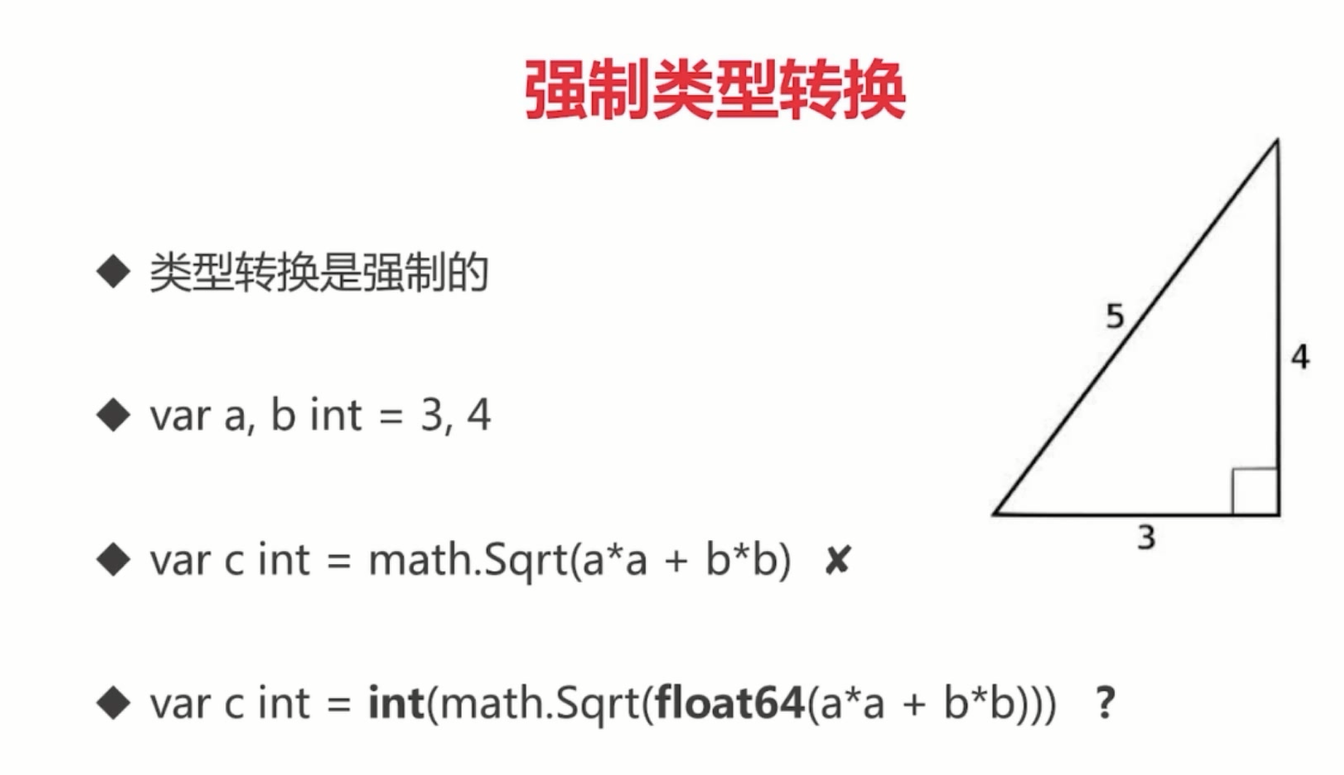 强制类型转换
◆ 类型转换是强制的
◆ var a, b int = 3, 4
◆ var c int = math.Sqrt(a*a + b*b) ✘
◆ var c int = int(math.Sqrt(float64(a*a + b*b))) ?
5
4
3